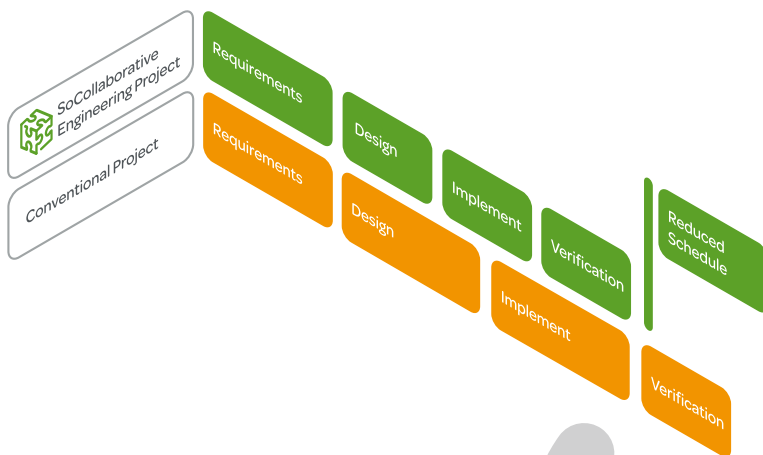 SoCollaborative
Engineering Project
Requirements
Design
Implement
Verification
Reduced
Schedule
Conventional Project
Requirements
Design
Implement
Verification